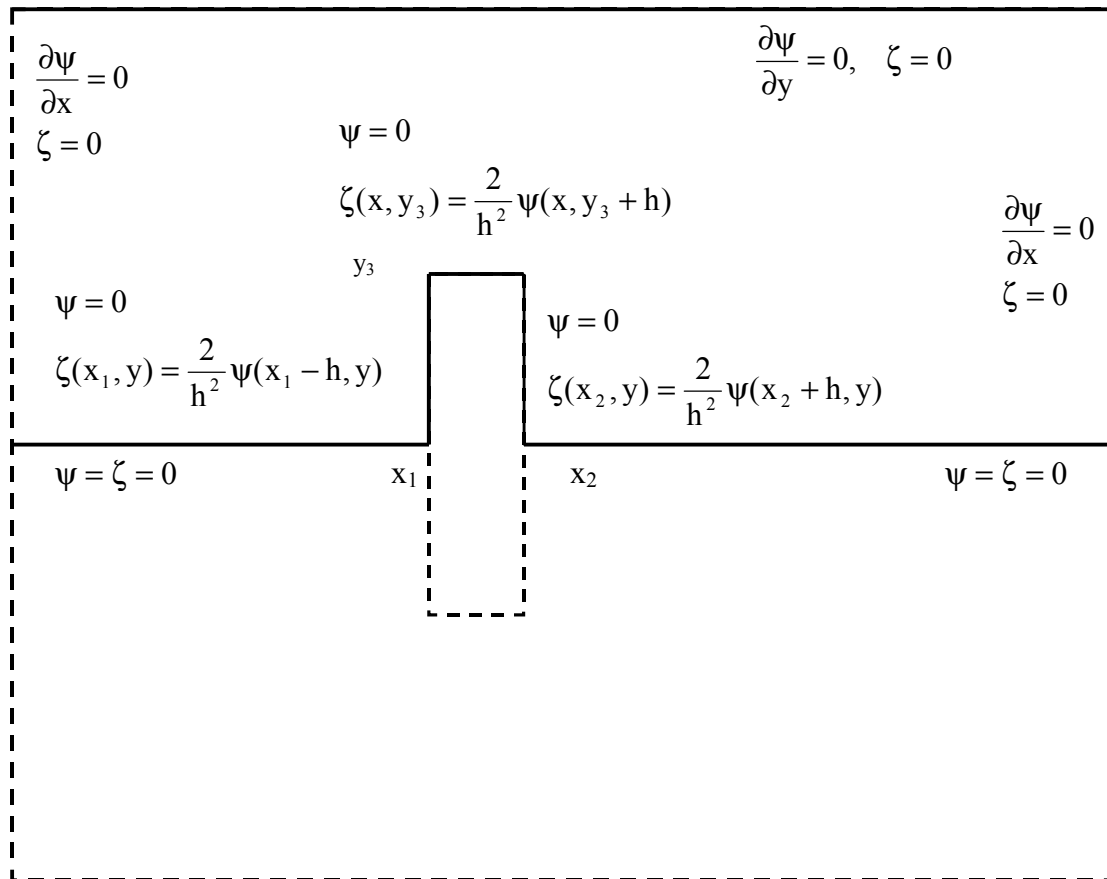 ∂ψ/∂x = 0
ζ = 0
∂ψ/∂y = 0, ζ = 0
ψ = 0
ζ(x, y₃) = 2/h² ψ(x, y₃ + h)
∂ψ/∂x = 0
ζ = 0
y₃
ψ = 0
ζ(x₁, y) = 2/h² ψ(x₁ − h, y)
ψ = 0
ζ(x₂, y) = 2/h² ψ(x₂ + h, y)
ψ = ζ = 0
x₁
x₂
ψ = ζ = 0